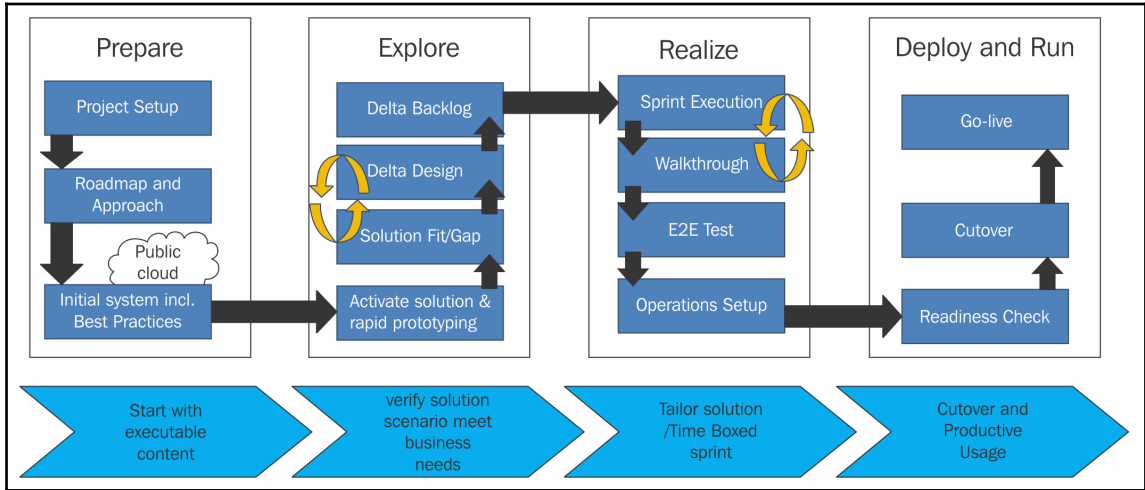 Prepare
Project Setup
Roadmap and
Approach
Public
cloud
Initial system incl.
Best Practices
Explore
Delta Backlog
Delta Design
Solution Fit/Gap
Activate solution &
rapid prototyping
Realize
Sprint Execution
Walkthrough
E2E Test
Operations Setup
Deploy and Run
Go-live
Cutover
Readiness Check
Start with
executable
content
verify solution
scenario meet
business
needs
Tailor solution
/Time Boxed
sprint
Cutover and
Productive
Usage